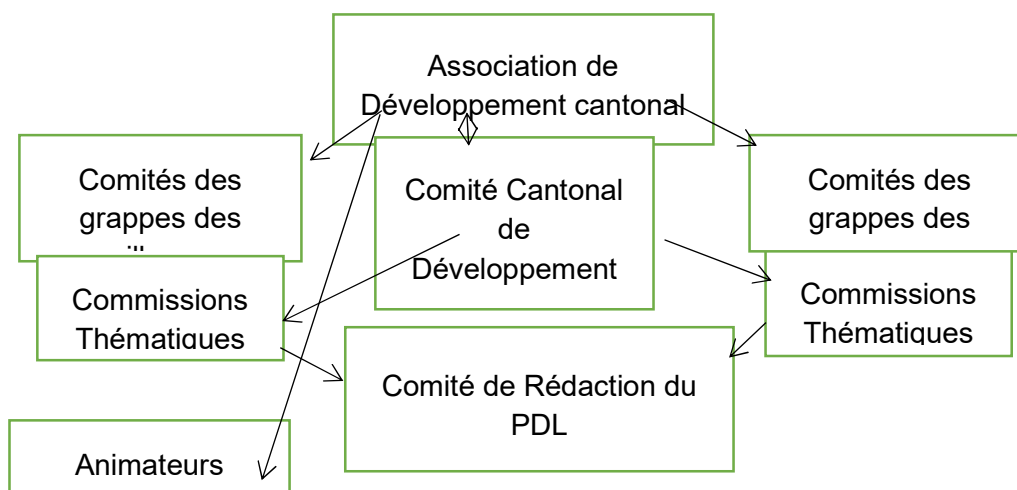 Association de
Développement cantonal
Comités des
grappes des
Comité Cantonal
de
Développement
Comités des
grappes des
Commissions
Thématiques
Commissions
Thématiques
Comité de Rédaction du
PDL
Animateurs